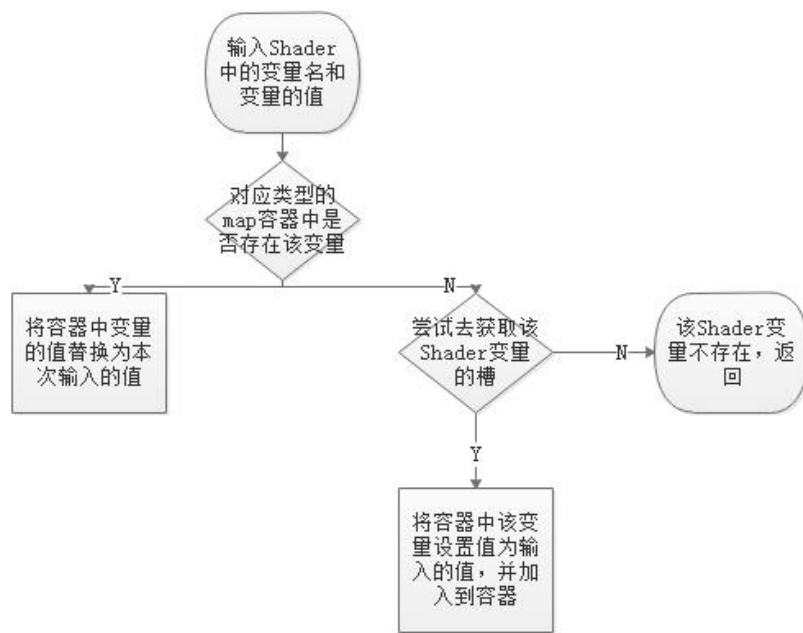 输入Shader
中的变量名和
变量的值
对应类型的
map容器中是
否存在该变量
Y
N
将容器中变量
的值替换为本
次输入的值
尝试去获取该
Shader变量
的槽
N
该Shader变
量不存在，返
回
Y
将容器中该变
量设置值为输
入的值，并加
入到容器